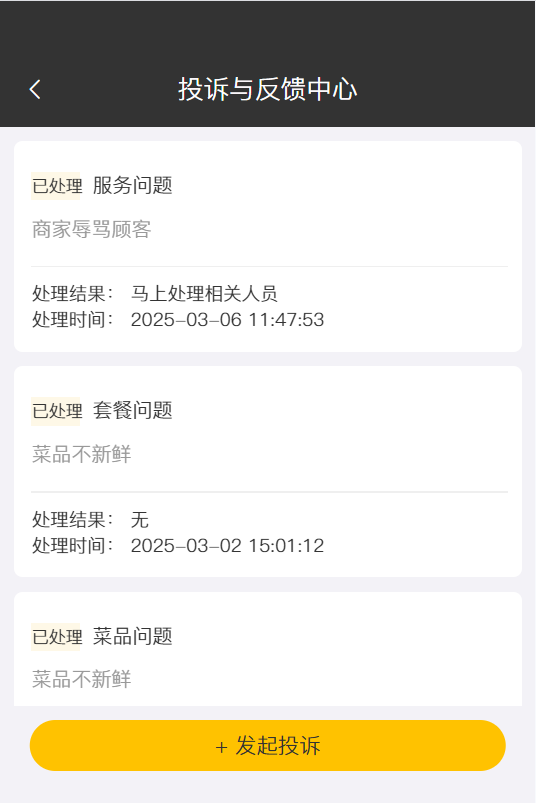 投诉与反馈中心
已处理 服务问题
商家辱骂顾客
处理结果： 马上处理相关人员
处理时间： 2025-03-06 11:47:53
已处理 套餐问题
菜品不新鲜
处理结果： 无
处理时间： 2025-03-02 15:01:12
已处理 菜品问题
菜品不新鲜
+ 发起投诉